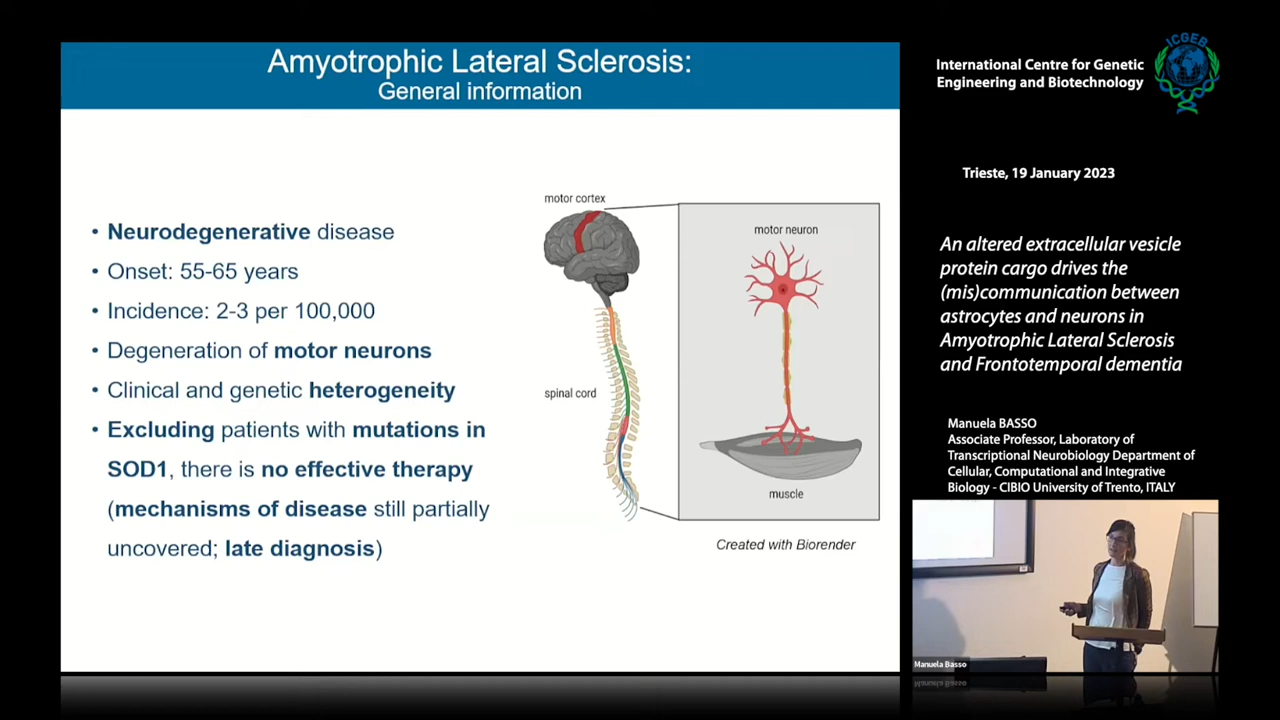 Amyotrophic Lateral Sclerosis:
General information
• Neurodegenerative disease
• Onset: 55-65 years
• Incidence: 2-3 per 100,000
• Degeneration of motor neurons
• Clinical and genetic heterogeneity
• Excluding patients with mutations in
SOD1, there is no effective therapy
(mechanisms of disease still partially
uncovered; late diagnosis)
motor cortex
spinal cord
motor neuron
muscle
Created with Biorender
International Centre for Genetic
Engineering and Biotechnology
ICGEB
Trieste, 19 January 2023
An altered extracellular vesicle
protein cargo drives the
(mis)communication between
astrocytes and neurons in
Amyotrophic Lateral Sclerosis
and Frontotemporal dementia
Manuela BASSO
Associate Professor, Laboratory of
Transcriptional Neurobiology Department of
Cellular, Computational and Integrative
Biology - CIBIO University of Trento, ITALY
Manuela Basso